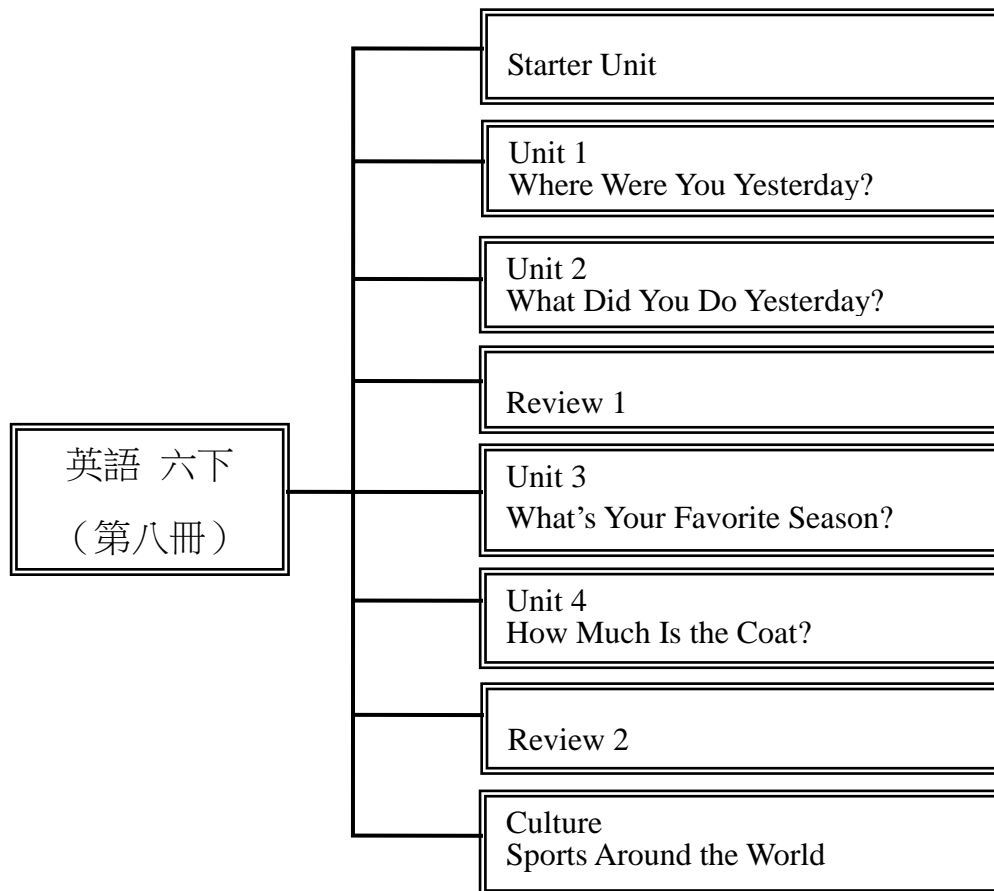 Starter Unit
Unit 1
Where Were You Yesterday?
Unit 2
What Did You Do Yesterday?
Review 1
英語 六下
（第八冊）
Unit 3
What's Your Favorite Season?
Unit 4
How Much Is the Coat?
Review 2
Culture
Sports Around the World